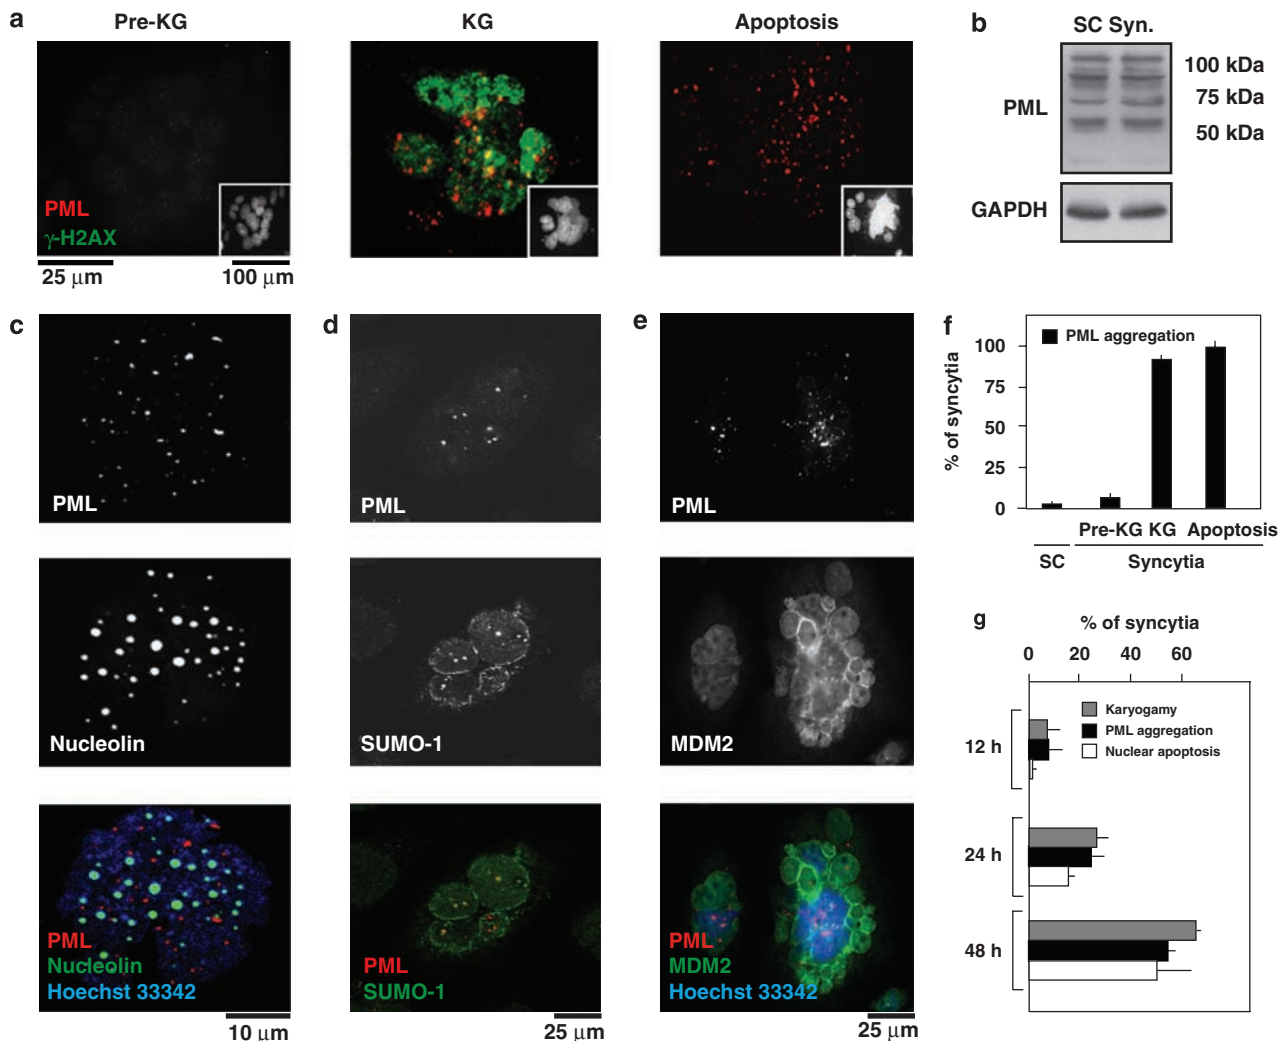 a
Pre-KG
KG
Apoptosis
PML
γ-H2AX
25 μm
100 μm
b
SC Syn.
PML
100 kDa
75 kDa
50 kDa
GAPDH
c
PML
Nucleolin
PML
Nucleolin
Hoechst 33342
10 μm
d
PML
SUMO-1
PML
SUMO-1
25 μm
e
PML
MDM2
PML
MDM2
Hoechst 33342
25 μm
f
PML aggregation
% of syncytia
100
75
50
25
0
Pre-KG KG Apoptosis
SC
Syncytia
g
% of syncytia
0 20 40 60
Karyogamy
PML aggregation
Nuclear apoptosis
12 h
24 h
48 h